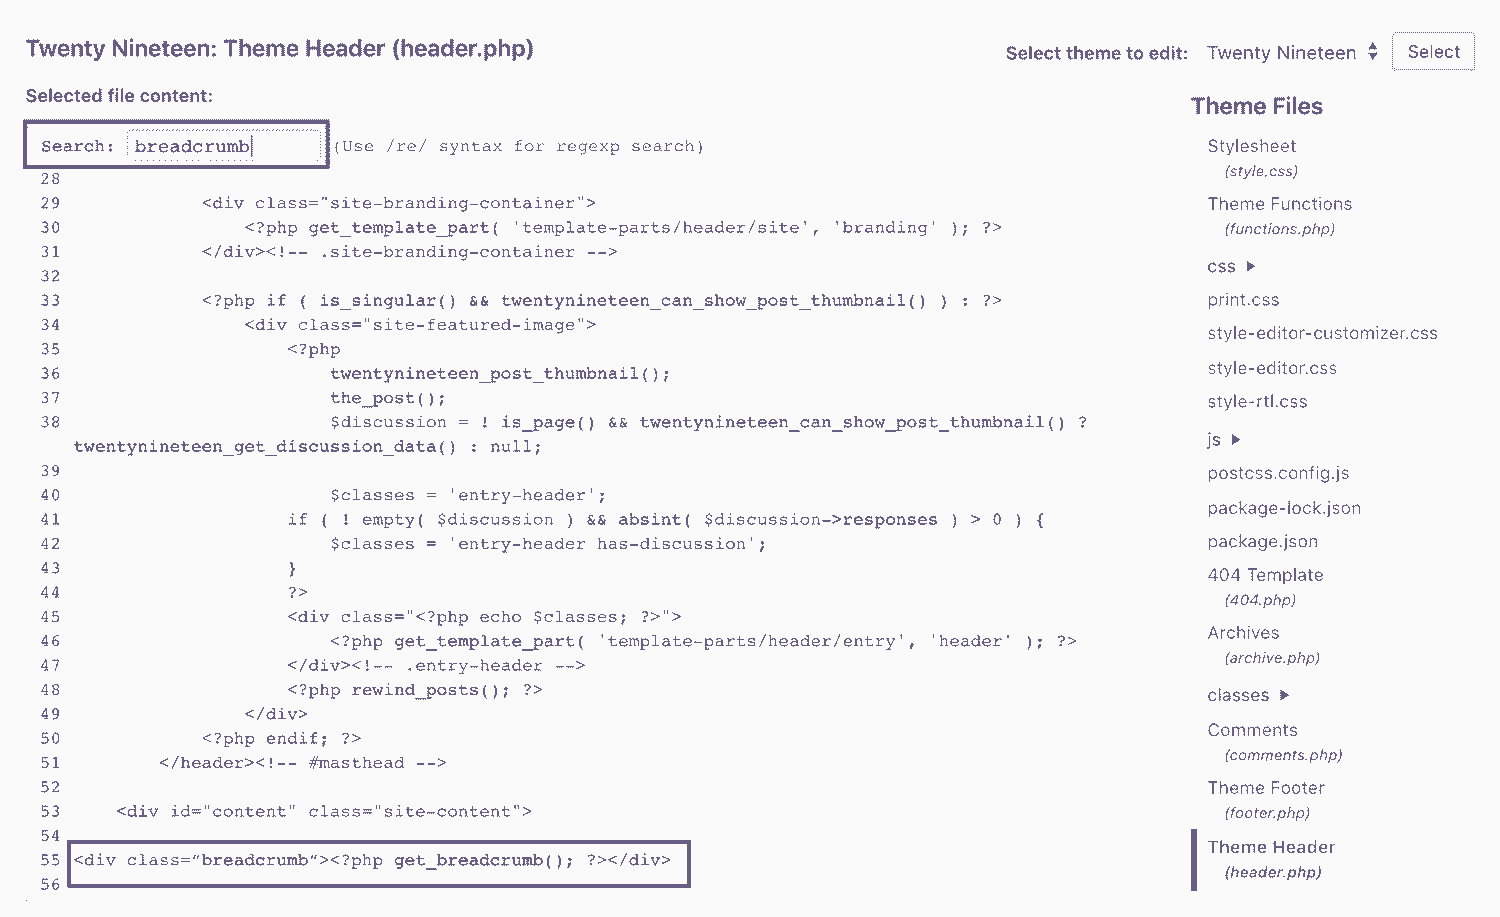 Twenty Nineteen: Theme Header (header.php)
Select theme to edit: Twenty Nineteen Select
Selected file content:
Search: breadcrumb (Use /re/ syntax for regexp search)
28
29 <div class="site-branding-container">
30 <?php get_template_part( 'template-parts/header/site', 'branding' ); ?>
31 </div><!-- .site-branding-container -->
32
33 <?php if ( is_singular() && twentynineteen_can_show_post_thumbnail() ) : ?>
34 <div class="site-featured-image">
35 <?php
36 twentynineteen_post_thumbnail();
37 the_post();
38 $discussion = ! is_page() && twentynineteen_can_show_post_thumbnail() ?
twentynineteen_get_discussion_data() : null;
39
40 $classes = 'entry-header';
41 if ( ! empty( $discussion ) && absint( $discussion->responses ) > 0 ) {
42 $classes = 'entry-header has-discussion';
43 }
44 ?>
45 <div class="<?php echo $classes; ?>">
46 <?php get_template_part( 'template-parts/header/entry', 'header' ); ?>
47 </div><!-- .entry-header -->
48 <?php rewind_posts(); ?>
49 </div>
50 <?php endif; ?>
51 </header><!-- #masthead -->
52
53 <div id="content" class="site-content">
54
55 <div class=“breadcrumb“><?php get_breadcrumb(); ?></div>
56
Theme Files
Stylesheet
(style.css)
Theme Functions
(functions.php)
css
print.css
style-editor-customizer.css
style-editor.css
style-rtl.css
js
postcss.config.js
package-lock.json
package.json
404 Template
(404.php)
Archives
(archive.php)
classes
Comments
(comments.php)
Theme Footer
(footer.php)
Theme Header
(header.php)